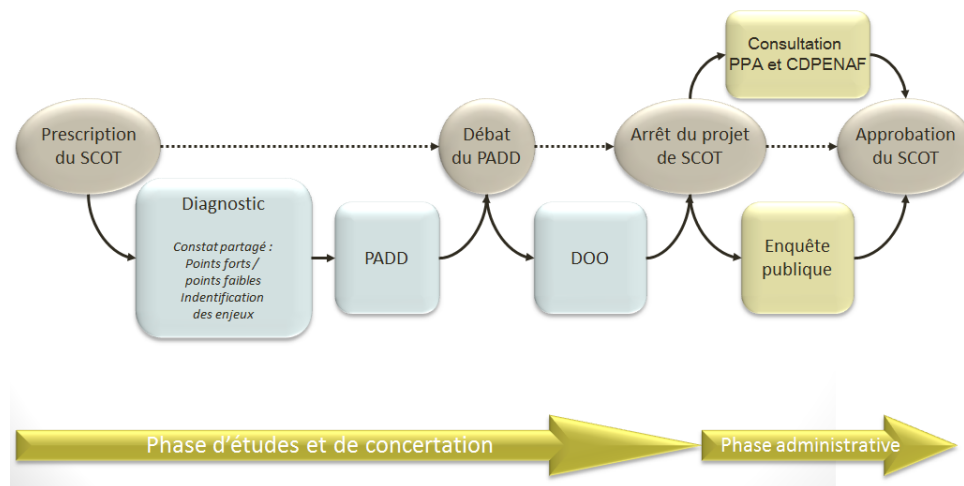 Consultation
PPA et CDPENAF
Prescription
du SCOT
Débat
du PADD
Arrêt du projet
de SCOT
Approbation
du SCOT
Diagnostic
Constat partagé :
Points forts /
points faibles
Indentification
des enjeux
PADD
DOO
Enquête
publique
Phase d'études et de concertation
Phase administrative